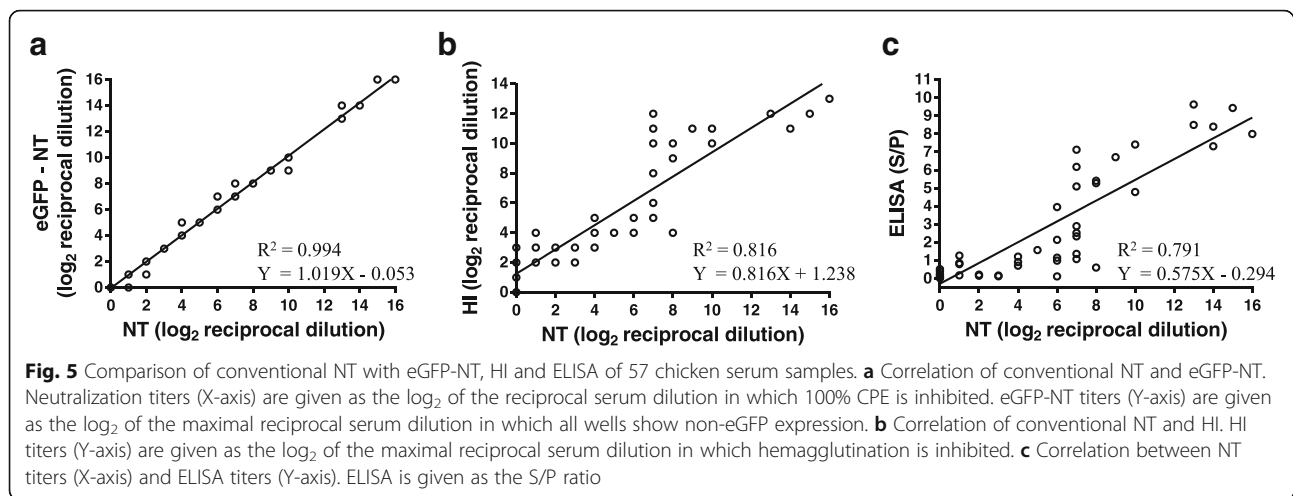 a
eGFP - NT
(log₂ reciprocal dilution)
16
14
12
10
8
6
4
2
0
0 2 4 6 8 10 12 14 16
R² = 0.994
Y = 1.019X - 0.053
NT (log₂ reciprocal dilution)
b
HI (log₂ reciprocal dilution)
14
12
10
8
6
4
2
0
0 2 4 6 8 10 12 14 16
R² = 0.816
Y = 0.816X + 1.238
NT (log₂ reciprocal dilution)
c
ELISA (S/P)
11
10
9
8
7
6
5
4
3
2
1
0
0 2 4 6 8 10 12 14 16
R² = 0.791
Y = 0.575X - 0.294
NT (log₂ reciprocal dilution)
Fig. 5 Comparison of conventional NT with eGFP-NT, HI and ELISA of 57 chicken serum samples. a Correlation of conventional NT and eGFP-NT.
Neutralization titers (X-axis) are given as the log₂ of the reciprocal serum dilution in which 100% CPE is inhibited. eGFP-NT titers (Y-axis) are given
as the log₂ of the maximal reciprocal serum dilution in which all wells show non-eGFP expression. b Correlation of conventional NT and HI. HI
titers (Y-axis) are given as the log₂ of the maximal reciprocal serum dilution in which hemagglutination is inhibited. c Correlation between NT
titers (X-axis) and ELISA titers (Y-axis). ELISA is given as the S/P ratio